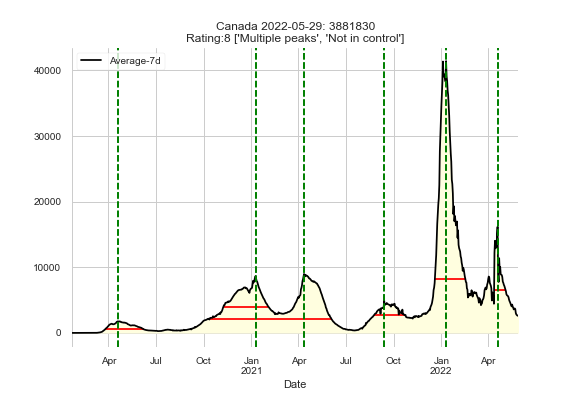 Canada 2022-05-29: 3881830
Rating:8 ['Multiple peaks', 'Not in control']
Average-7d
40000
30000
20000
10000
0
Apr Jul Oct Jan Apr Jul Oct Jan Apr
2021 2022
Date